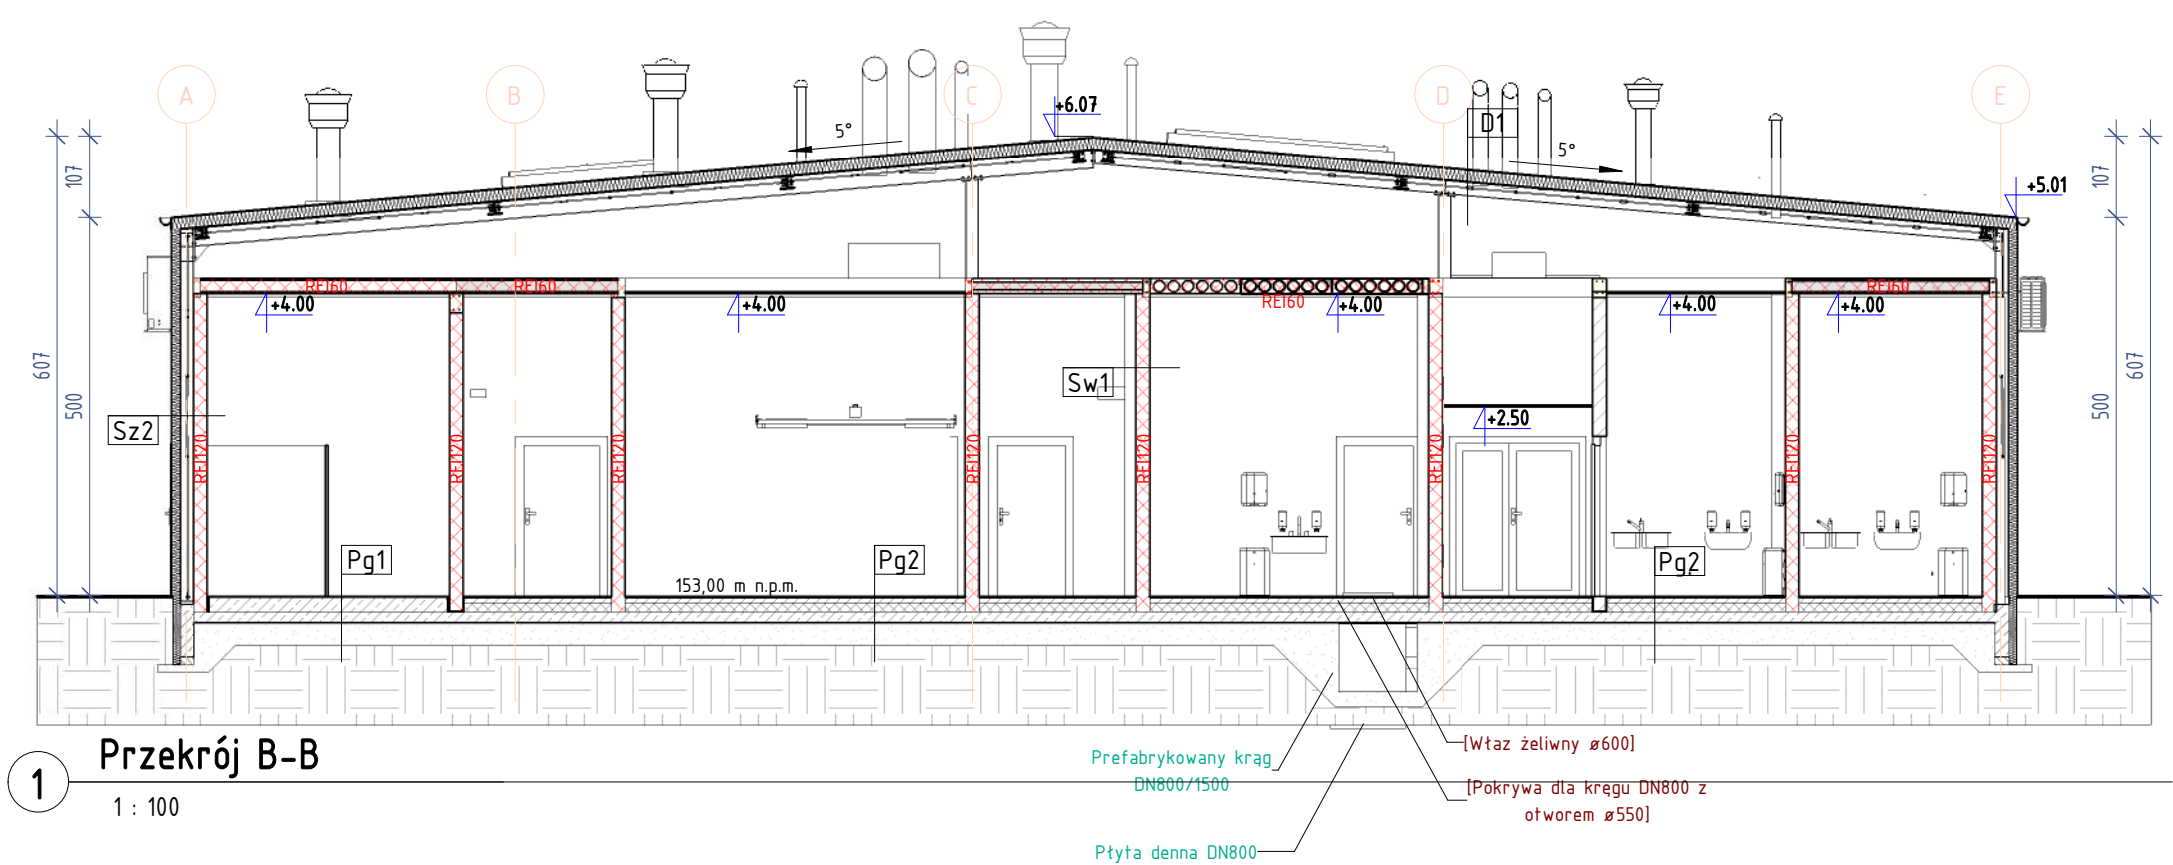 A
B
C
D
E
+6.07
5°
D1
5°
107
107
+5.01
REI60
REI60
REI60
REI60
+4.00
+4.00
+4.00
+4.00
+4.00
607
500
500
607
Sw1
+2.50
Sz2
REI120
REI120
REI120
REI120
REI120
REI120
REI120
Pg1
Pg2
Pg2
153,00 m n.p.m.
1
Przekrój B-B
1 : 100
Prefabrykowany krąg
DN800/1500
[Właz żeliwny ø600]
[Pokrywa dla kręgu DN800 z
otworem ø550]
Płyta denna DN800